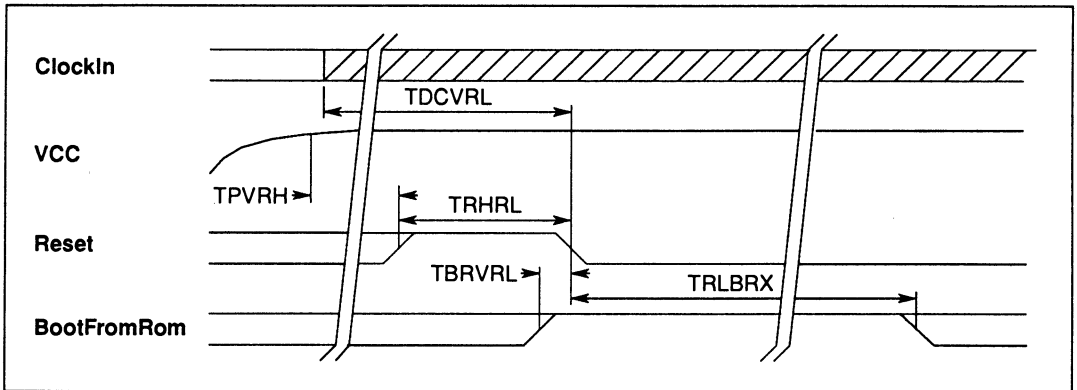 ClockIn
TDCVRL
VCC
TPVRH
TRHRL
Reset
TBRVRL
TRLBRX
BootFromRom